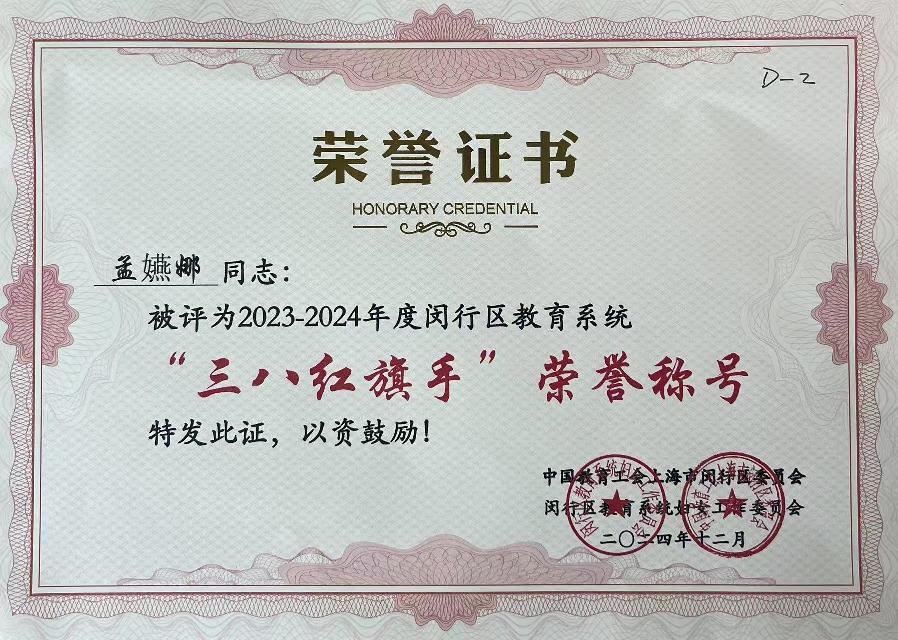 D-2
荣誉证书
HONORARY CREDENTIAL
孟嬿娜 同志：
被评为2023-2024年度闵行区教育系统
“三八红旗手”荣誉称号
特发此证，以资鼓励！
中国教育工会上海市闵行区委员会
闵行区教育系统妇女工作委员会
二〇二四年十二月